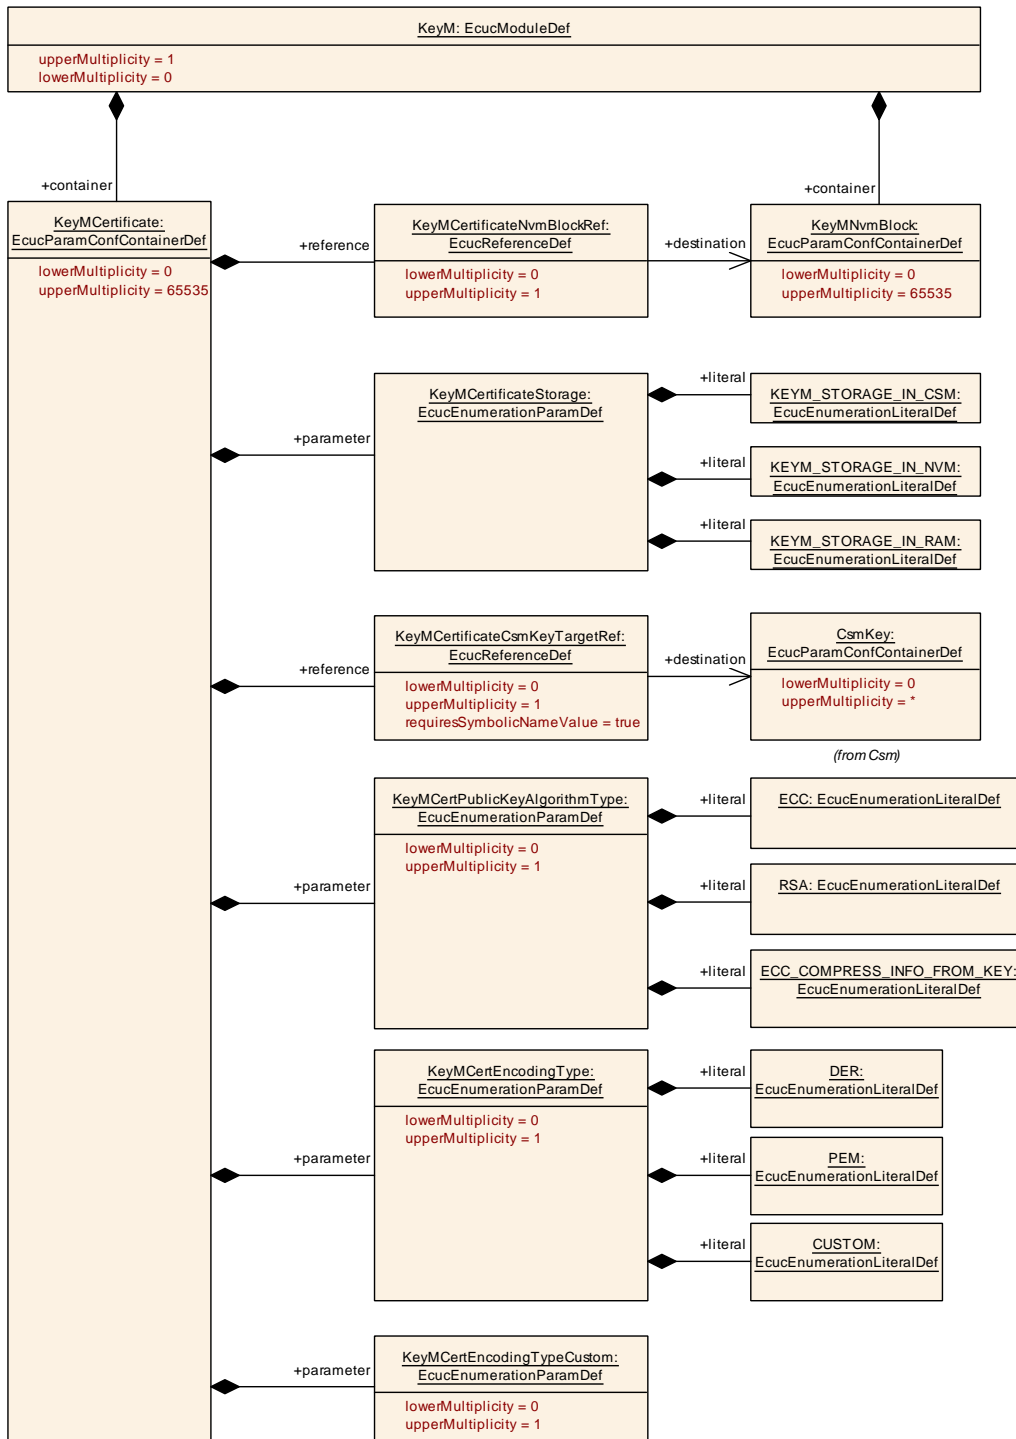 KeyM: EcucModuleDef
upperMultiplicity = 1
lowerMultiplicity = 0
+container
+container
KeyMCertificate:
EcucParamConfContainerDef
lowerMultiplicity = 0
upperMultiplicity = 65535
+reference
KeyMCertificateNvmBlockRef:
EcucReferenceDef
lowerMultiplicity = 0
upperMultiplicity = 1
+destination
KeyMNvmBlock:
EcucParamConfContainerDef
lowerMultiplicity = 0
upperMultiplicity = 65535
+parameter
KeyMCertificateStorage:
EcucEnumerationParamDef
+literal
KEYM_STORAGE_IN_CSM:
EcucEnumerationLiteralDef
+literal
KEYM_STORAGE_IN_NVM:
EcucEnumerationLiteralDef
+literal
KEYM_STORAGE_IN_RAM:
EcucEnumerationLiteralDef
+reference
KeyMCertificateCsmKeyTargetRef:
EcucReferenceDef
lowerMultiplicity = 0
upperMultiplicity = 1
requiresSymbolicNameValue = true
+destination
CsmKey:
EcucParamConfContainerDef
lowerMultiplicity = 0
upperMultiplicity = *
(from Csm)
+parameter
KeyMCertPublicKeyAlgorithmType:
EcucEnumerationParamDef
lowerMultiplicity = 0
upperMultiplicity = 1
+literal
ECC: EcucEnumerationLiteralDef
+literal
RSA: EcucEnumerationLiteralDef
+literal
ECC_COMPRESS_INFO_FROM_KEY:
EcucEnumerationLiteralDef
+parameter
KeyMCertEncodingType:
EcucEnumerationParamDef
lowerMultiplicity = 0
upperMultiplicity = 1
+literal
DER:
EcucEnumerationLiteralDef
+literal
PEM:
EcucEnumerationLiteralDef
+literal
CUSTOM:
EcucEnumerationLiteralDef
+parameter
KeyMCertEncodingTypeCustom:
EcucEnumerationParamDef
lowerMultiplicity = 0
upperMultiplicity = 1